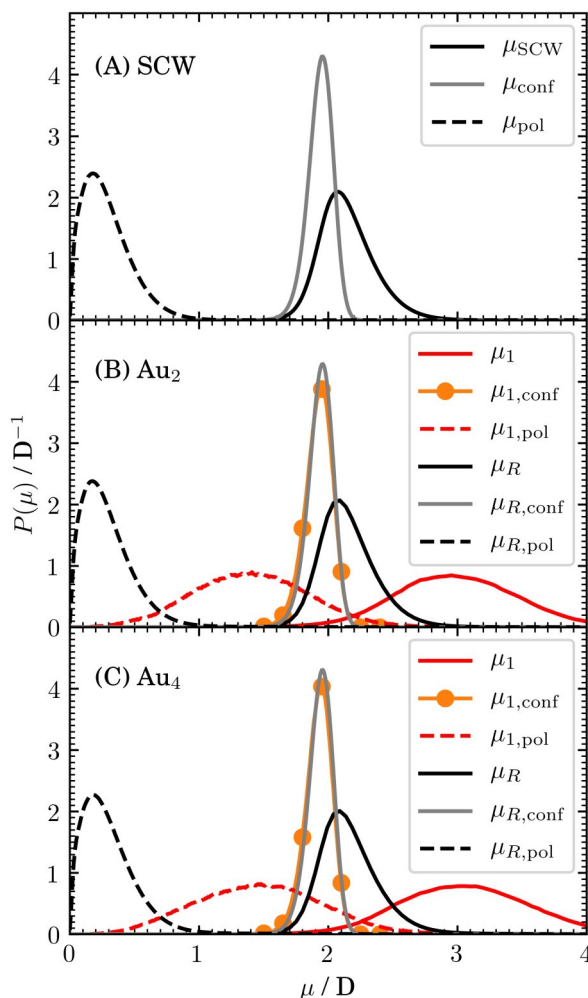 (A) SCW
μSCW
μconf
μpol
4
3
2
1
0
(B) Au₂
μ₁
μ₁,conf
μ₁,pol
μR
μR,conf
μR,pol
4
3
2
1
0
P(μ) / D⁻¹
(C) Au₄
μ₁
μ₁,conf
μ₁,pol
μR
μR,conf
μR,pol
4
3
2
1
0
0 1 2 3 4
μ / D